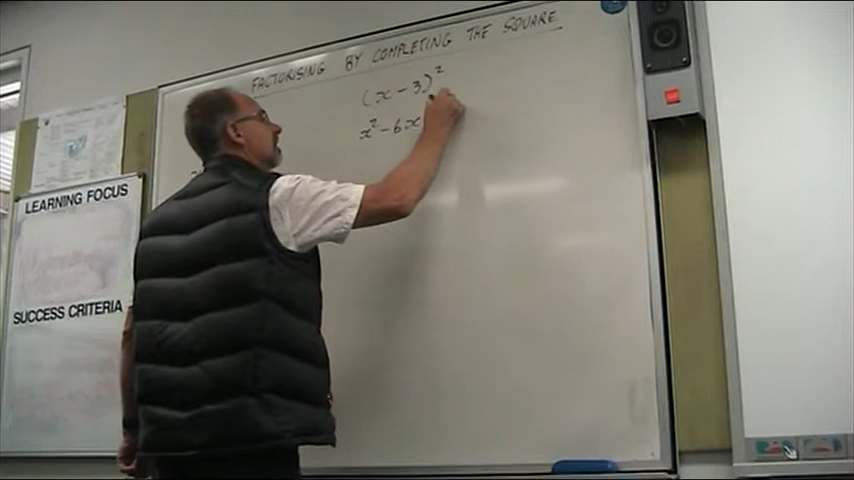 FACTORISING BY COMPLETING THE SQUARE
(x - 3)²
x² - 6x
LEARNING FOCUS
SUCCESS CRITERIA